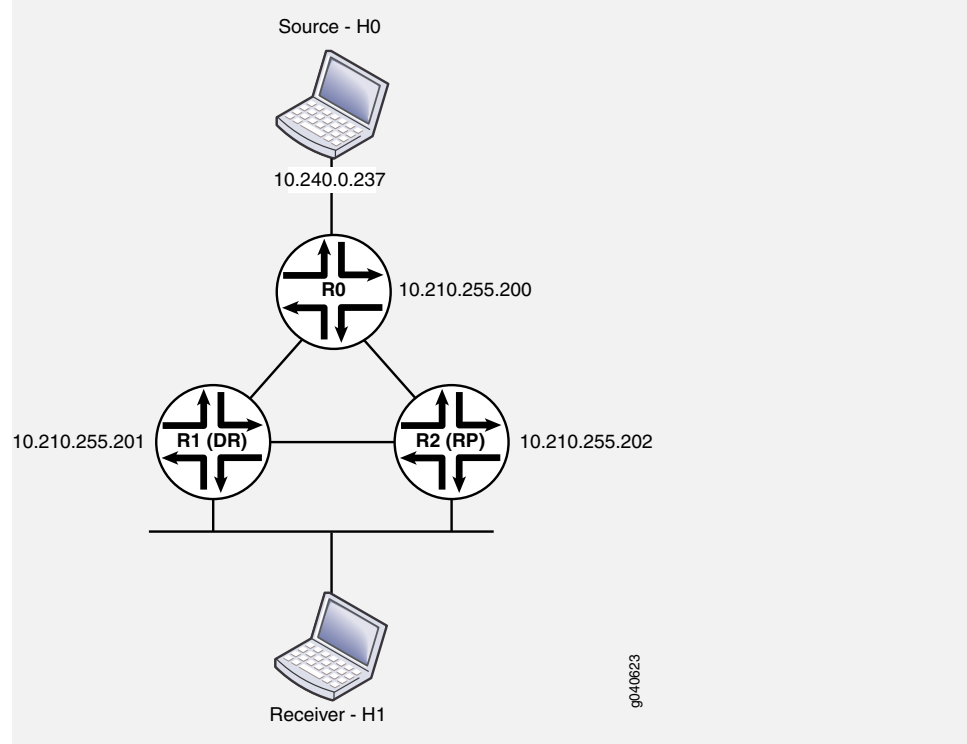 Source - H0
10.240.0.237
R0
10.210.255.200
10.210.255.201
R1 (DR)
R2 (RP)
10.210.255.202
Receiver - H1
g040623